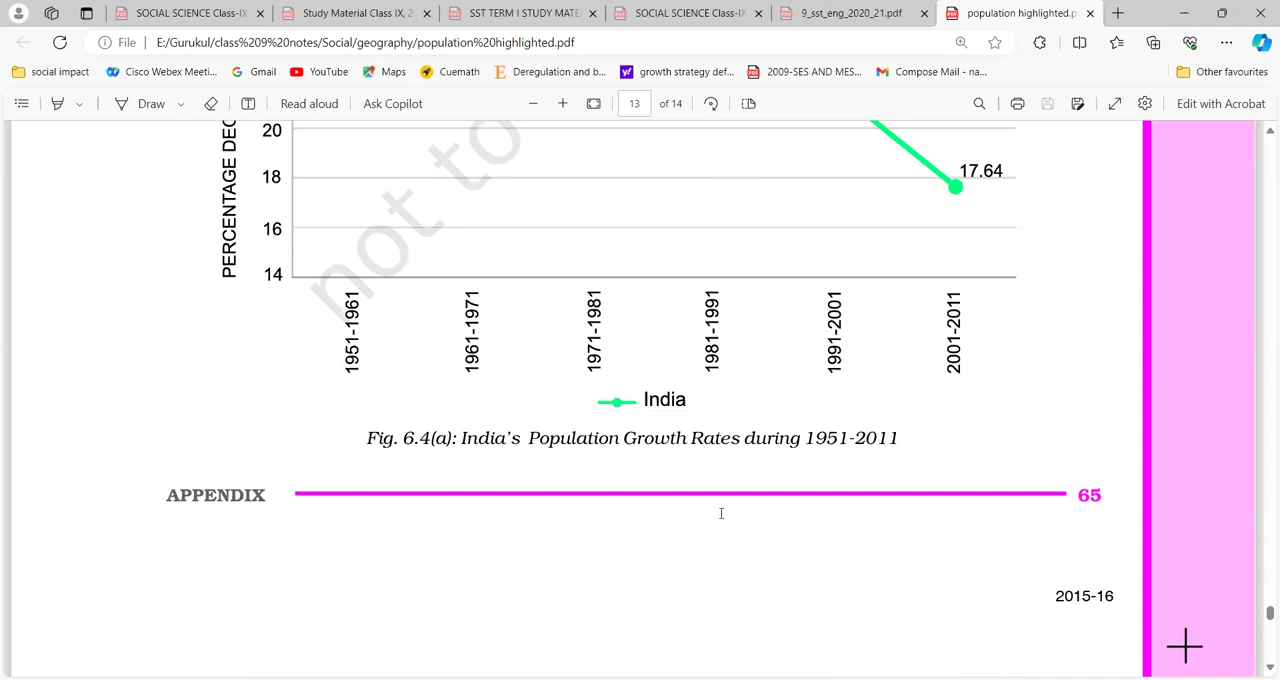 SOCIAL SCIENCE Class-IX
Study Material Class IX, 2
SST TERM I STUDY MATE
SOCIAL SCIENCE Class-IX
9_sst_eng_2020_21.pdf
population highlighted.p
File E:/Gurukul/class%209%20notes/Social/geography/population%20highlighted.pdf
social impact Cisco Webex Meeti... Gmail YouTube Maps Cuemath Deregulation and b... growth strategy def... 2009-SES AND MES... Compose Mail - na... Other favourites
Draw Read aloud Ask Copilot 13 of 14 Edit with Acrobat
PERCENTAGE DEC
20
18
16
14
17.64
not to
1951-1961
1961-1971
1971-1981
1981-1991
1991-2001
2001-2011
India
Fig. 6.4(a): India's Population Growth Rates during 1951-2011
APPENDIX 65
2015-16